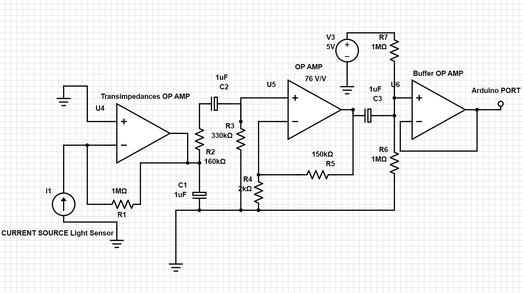 V3
5V
R7
1MΩ
OP AMP
76 V/V
Buffer OP AMP
1uF
C2
U5
1uF
C3
U6
Arduino PORT
Transimpedances OP AMP
U4
R3
330kΩ
R2
160kΩ
150kΩ
R5
R6
1MΩ
R4
2kΩ
C1
1uF
I1
1MΩ
R1
CURRENT SOURCE Light Sensor